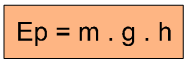 Ep = m . g . h